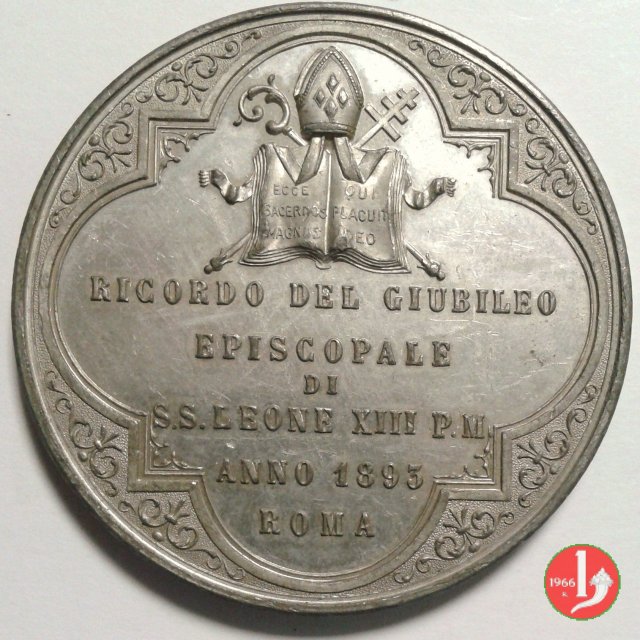 ECCE QUI
SACERDOS PLACUIT
MAGNUS DEO
RICORDO DEL GIUBILEO
EPISCOPALE
DI
S.S. LEONE XIII P.M.
ANNO 1893
ROMA
1966